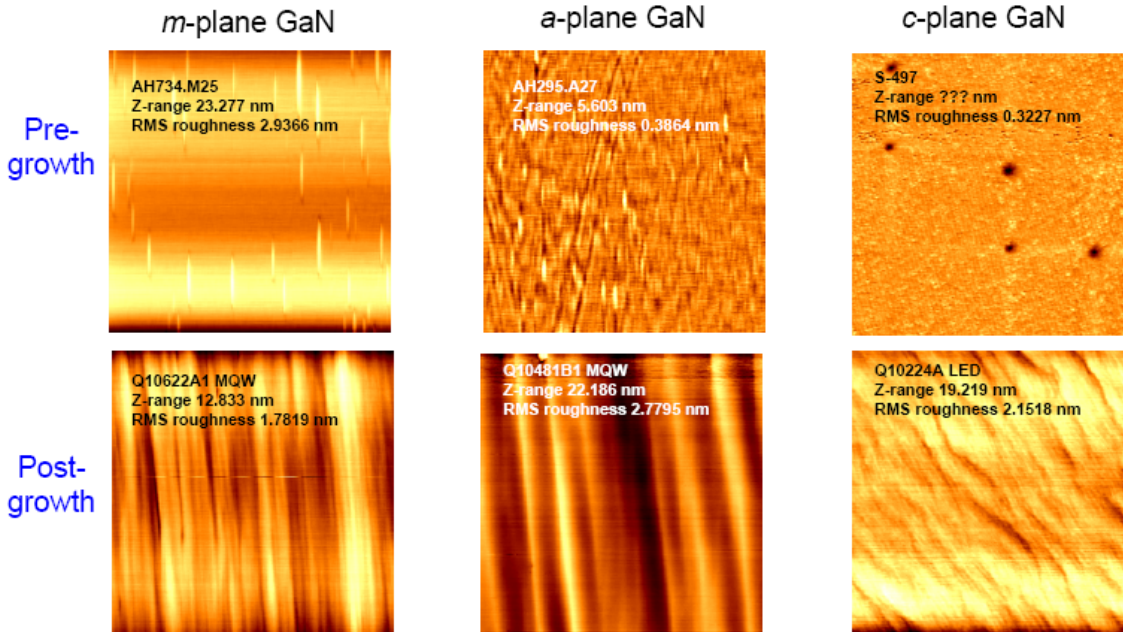 m-plane GaN
a-plane GaN
c-plane GaN
Pre-
growth
AH734.M25
Z-range 23.277 nm
RMS roughness 2.9366 nm
AH295.A27
Z-range 5.603 nm
RMS roughness 0.3864 nm
S-497
Z-range ??? nm
RMS roughness 0.3227 nm
Post-
growth
Q10622A1 MQW
Z-range 12.833 nm
RMS roughness 1.7819 nm
Q10481B1 MQW
Z-range 22.186 nm
RMS roughness 2.7795 nm
Q10224A LED
Z-range 19.219 nm
RMS roughness 2.1518 nm